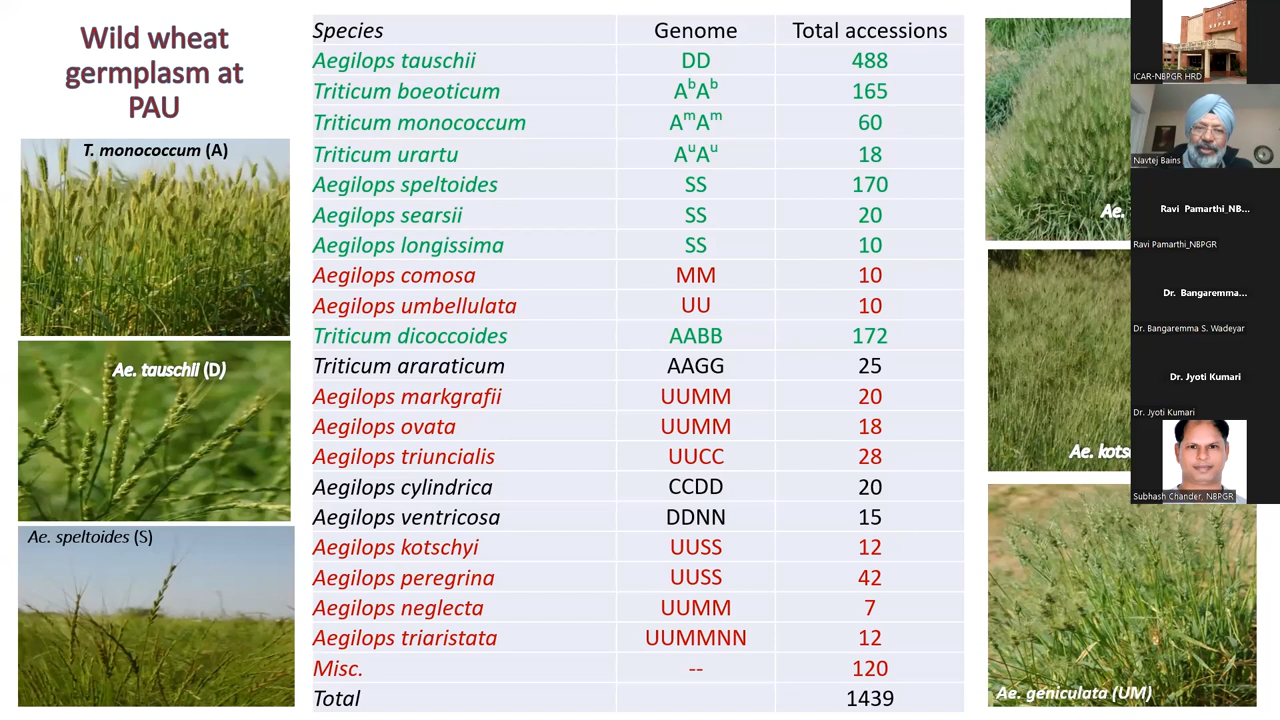 Wild wheat
germplasm at
PAU
T. monococcum (A)
Ae. tauschii (D)
Ae. speltoides (S)
Species Genome Total accessions
Aegilops tauschii DD 488
Triticum boeoticum AᵇAᵇ 165
Triticum monococcum AᵐAᵐ 60
Triticum urartu AᵘAᵘ 18
Aegilops speltoides SS 170
Aegilops searsii SS 20
Aegilops longissima SS 10
Aegilops comosa MM 10
Aegilops umbellulata UU 10
Triticum dicoccoides AABB 172
Triticum araraticum AAGG 25
Aegilops markgrafii UUMM 20
Aegilops ovata UUMM 18
Aegilops triuncialis UUCC 28
Aegilops cylindrica CCDD 20
Aegilops ventricosa DDNN 15
Aegilops kotschyi UUSS 12
Aegilops peregrina UUSS 42
Aegilops neglecta UUMM 7
Aegilops triaristata UUMMNN 12
Misc. -- 120
Total 1439
Ae.
Ae. kots
Ae. geniculata (UM)
NBPGR
ICAR-NBPGR HRD
Navtej Bains
Ravi Pamarthi_NB...
Ravi Pamarthi_NBPGR
Dr. Bangaremma...
Dr. Bangaremma S. Wadeyar
Dr. Jyoti Kumari
Dr. Jyoti Kumari
Subhash Chander, NBPGR